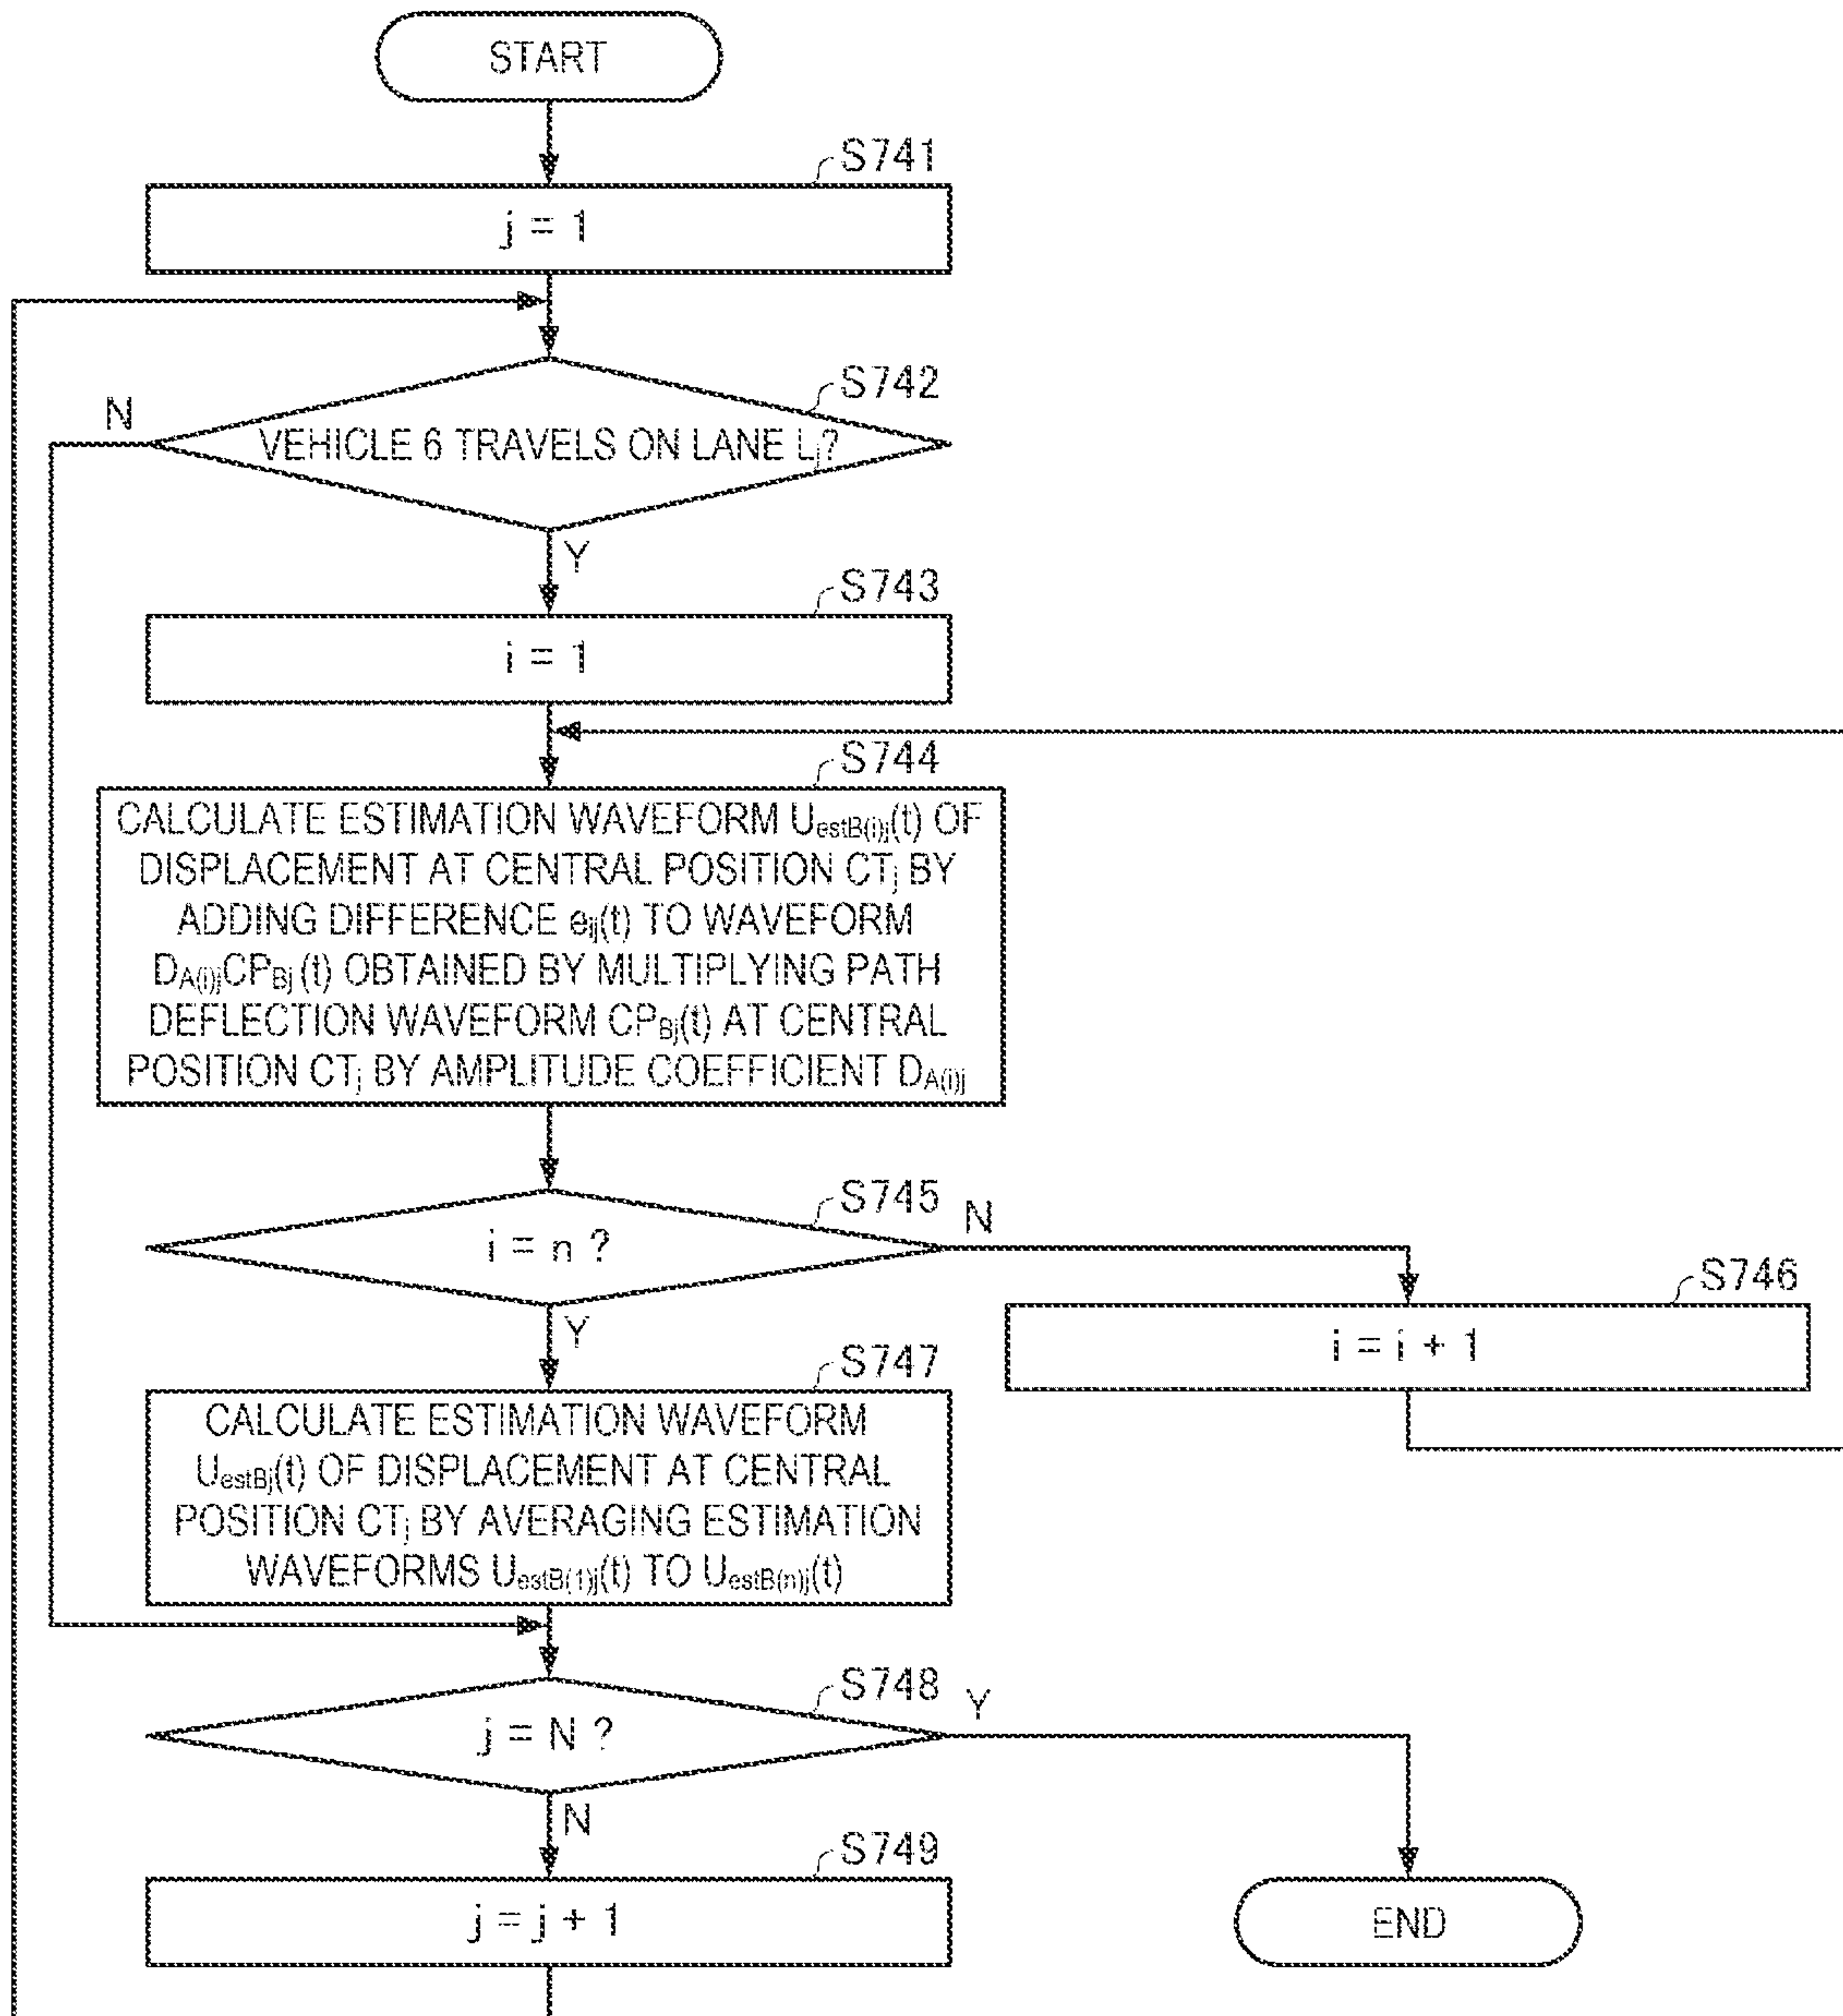 START
S741
j = 1
S742
N
VEHICLE 6 TRAVELS ON LANE Lj?
Y
S743
i = 1
S744
CALCULATE ESTIMATION WAVEFORM UestB(i)j(t) OF
DISPLACEMENT AT CENTRAL POSITION CTj BY
ADDING DIFFERENCE eij(t) TO WAVEFORM
DA(i)jCPBj (t) OBTAINED BY MULTIPLYING PATH
DEFLECTION WAVEFORM CPBj(t) AT CENTRAL
POSITION CTj BY AMPLITUDE COEFFICIENT DA(i)j
S745
N
i = n ?
Y
S746
i = i + 1
S747
CALCULATE ESTIMATION WAVEFORM
UestBj(t) OF DISPLACEMENT AT CENTRAL
POSITION CTj BY AVERAGING ESTIMATION
WAVEFORMS UestB(1)j(t) TO UestB(n)j(t)
S748
Y
j = N ?
N
S749
j = j + 1
END